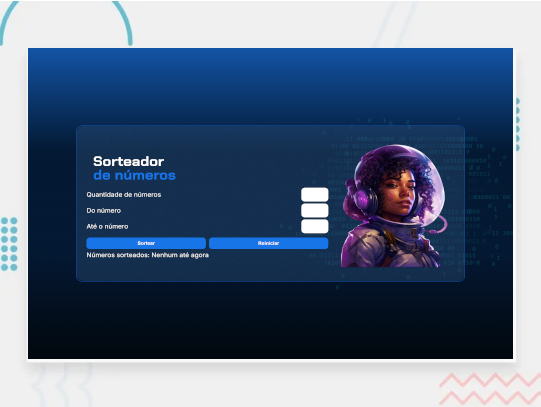 Sorteador
de números
Quantidade de números
Do número
Até o número
Sortear
Reiniciar
Números sorteados: Nenhum até agora